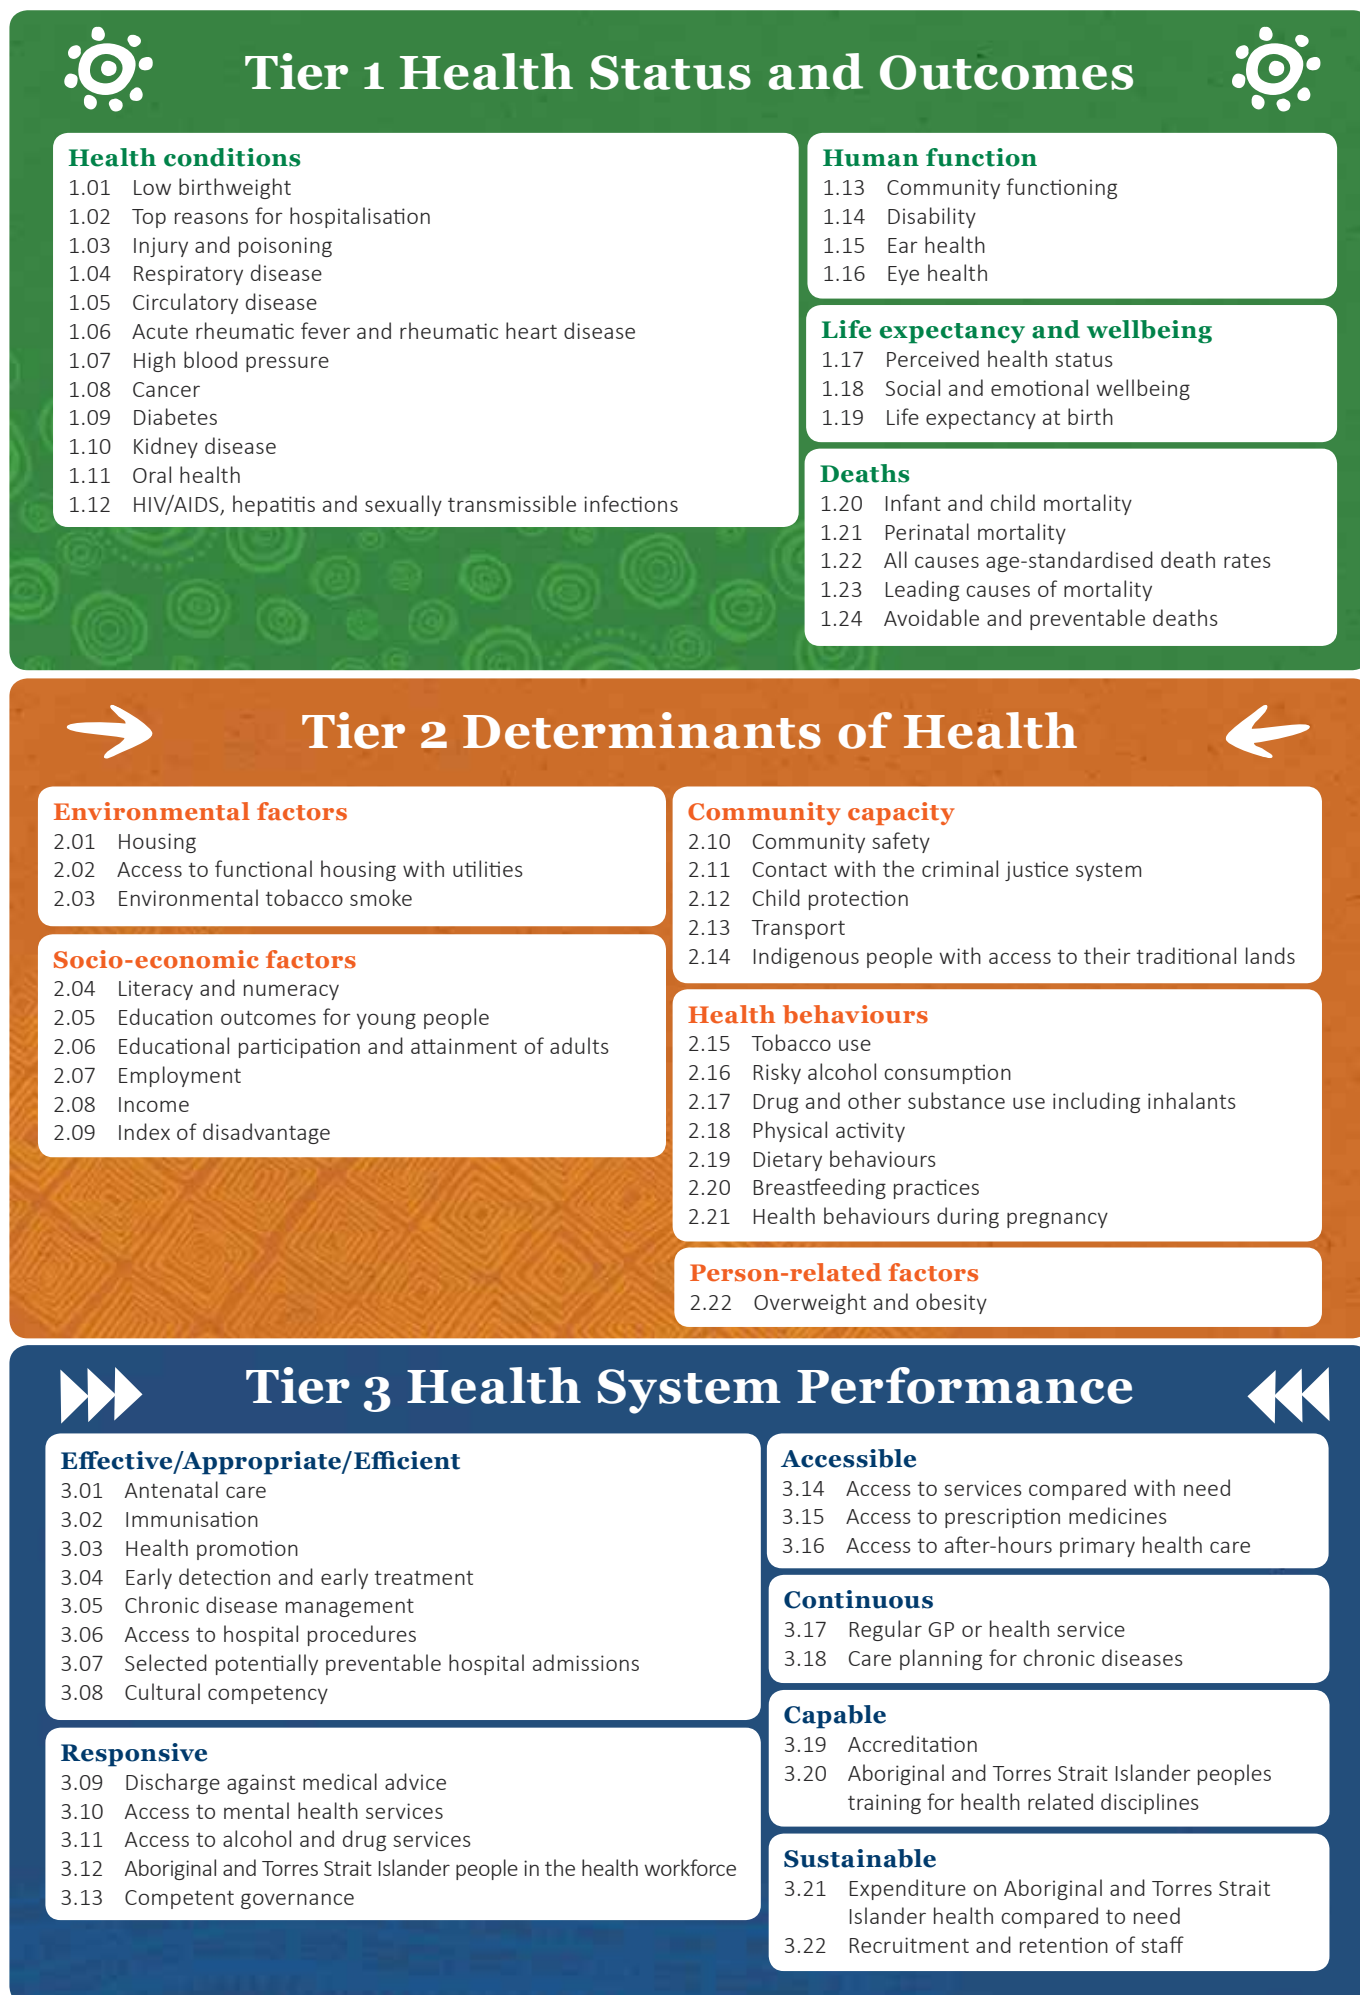 Tier 1 Health Status and Outcomes
Health conditions
1.01 Low birthweight
1.02 Top reasons for hospitalisation
1.03 Injury and poisoning
1.04 Respiratory disease
1.05 Circulatory disease
1.06 Acute rheumatic fever and rheumatic heart disease
1.07 High blood pressure
1.08 Cancer
1.09 Diabetes
1.10 Kidney disease
1.11 Oral health
1.12 HIV/AIDS, hepatitis and sexually transmissible infections
Human function
1.13 Community functioning
1.14 Disability
1.15 Ear health
1.16 Eye health
Life expectancy and wellbeing
1.17 Perceived health status
1.18 Social and emotional wellbeing
1.19 Life expectancy at birth
Deaths
1.20 Infant and child mortality
1.21 Perinatal mortality
1.22 All causes age-standardised death rates
1.23 Leading causes of mortality
1.24 Avoidable and preventable deaths
Tier 2 Determinants of Health
Environmental factors
2.01 Housing
2.02 Access to functional housing with utilities
2.03 Environmental tobacco smoke
Socio-economic factors
2.04 Literacy and numeracy
2.05 Education outcomes for young people
2.06 Educational participation and attainment of adults
2.07 Employment
2.08 Income
2.09 Index of disadvantage
Community capacity
2.10 Community safety
2.11 Contact with the criminal justice system
2.12 Child protection
2.13 Transport
2.14 Indigenous people with access to their traditional lands
Health behaviours
2.15 Tobacco use
2.16 Risky alcohol consumption
2.17 Drug and other substance use including inhalants
2.18 Physical activity
2.19 Dietary behaviours
2.20 Breastfeeding practices
2.21 Health behaviours during pregnancy
Person-related factors
2.22 Overweight and obesity
Tier 3 Health System Performance
Effective/Appropriate/Efficient
3.01 Antenatal care
3.02 Immunisation
3.03 Health promotion
3.04 Early detection and early treatment
3.05 Chronic disease management
3.06 Access to hospital procedures
3.07 Selected potentially preventable hospital admissions
3.08 Cultural competency
Responsive
3.09 Discharge against medical advice
3.10 Access to mental health services
3.11 Access to alcohol and drug services
3.12 Aboriginal and Torres Strait Islander people in the health workforce
3.13 Competent governance
Accessible
3.14 Access to services compared with need
3.15 Access to prescription medicines
3.16 Access to after-hours primary health care
Continuous
3.17 Regular GP or health service
3.18 Care planning for chronic diseases
Capable
3.19 Accreditation
3.20 Aboriginal and Torres Strait Islander peoples
training for health related disciplines
Sustainable
3.21 Expenditure on Aboriginal and Torres Strait
Islander health compared to need
3.22 Recruitment and retention of staff